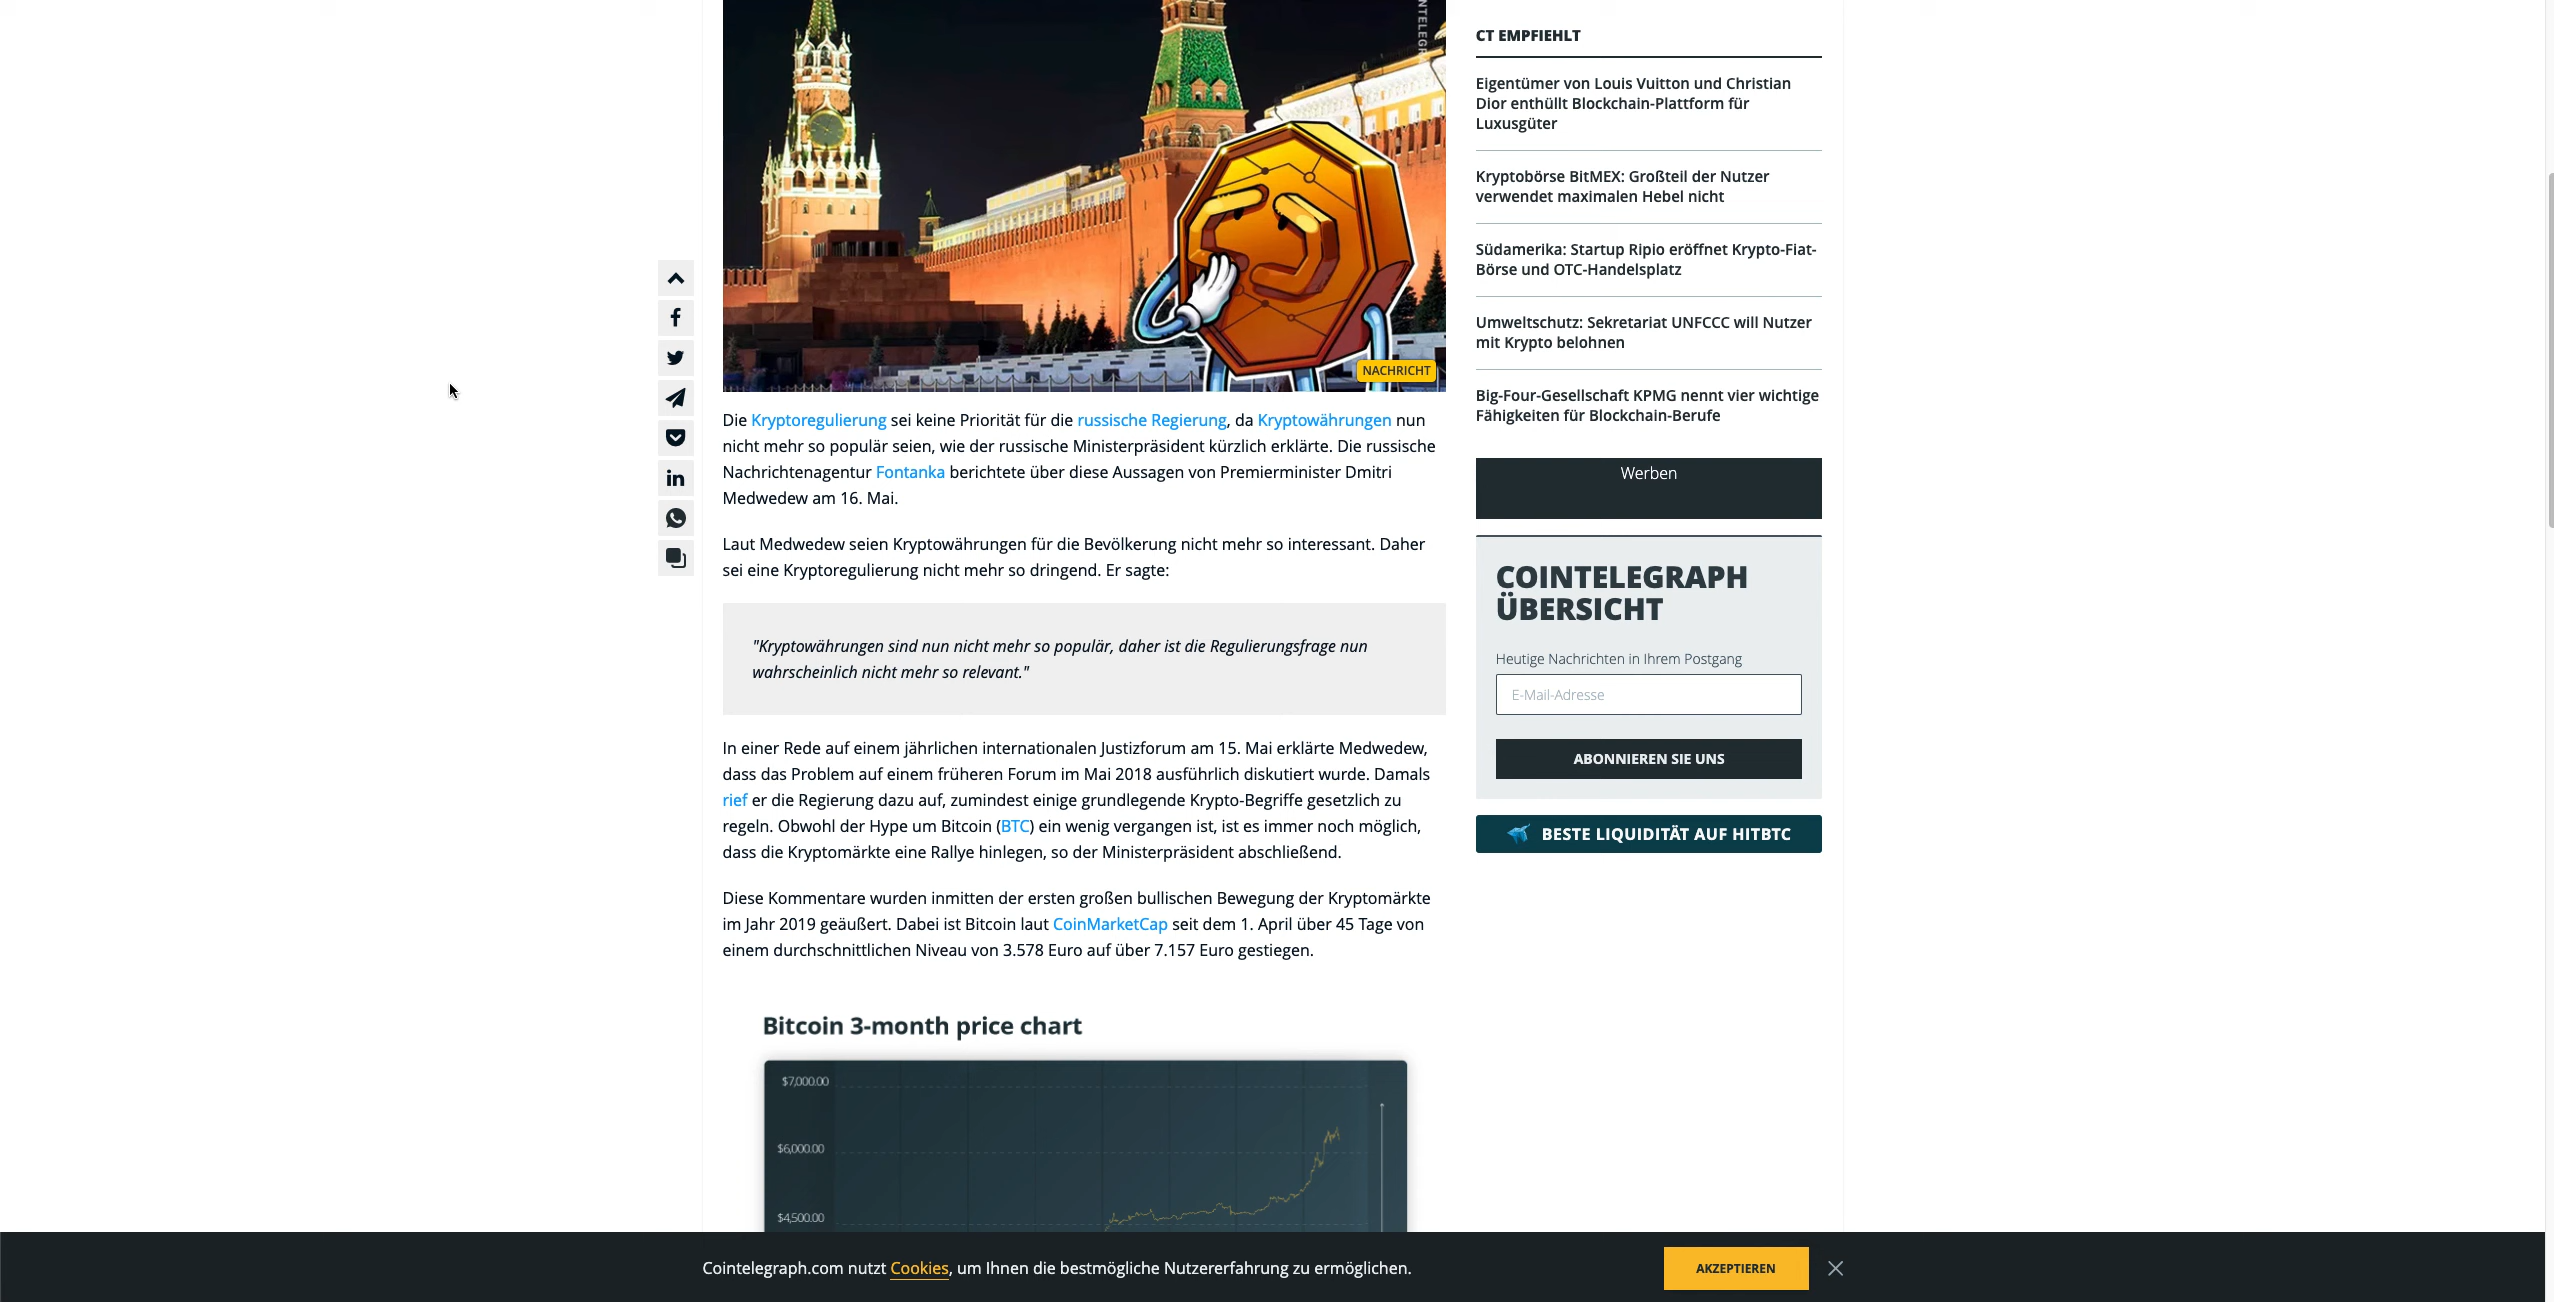 NTELEGR
NACHRICHT
Die Kryptoregulierung sei keine Priorität für die russische Regierung, da Kryptowährungen nun
nicht mehr so populär seien, wie der russische Ministerpräsident kürzlich erklärte. Die russische
Nachrichtenagentur Fontanka berichtete über diese Aussagen von Premierminister Dmitri
Medwedew am 16. Mai.
Laut Medwedew seien Kryptowährungen für die Bevölkerung nicht mehr so interessant. Daher
sei eine Kryptoregulierung nicht mehr so dringend. Er sagte:
"Kryptowährungen sind nun nicht mehr so populär, daher ist die Regulierungsfrage nun
wahrscheinlich nicht mehr so relevant."
In einer Rede auf einem jährlichen internationalen Justizforum am 15. Mai erklärte Medwedew,
dass das Problem auf einem früheren Forum im Mai 2018 ausführlich diskutiert wurde. Damals
rief er die Regierung dazu auf, zumindest einige grundlegende Krypto-Begriffe gesetzlich zu
regeln. Obwohl der Hype um Bitcoin (BTC) ein wenig vergangen ist, ist es immer noch möglich,
dass die Kryptomärkte eine Rallye hinlegen, so der Ministerpräsident abschließend.
Diese Kommentare wurden inmitten der ersten großen bullischen Bewegung der Kryptomärkte
im Jahr 2019 geäußert. Dabei ist Bitcoin laut CoinMarketCap seit dem 1. April über 45 Tage von
einem durchschnittlichen Niveau von 3.578 Euro auf über 7.157 Euro gestiegen.
Bitcoin 3-month price chart
$7,000.00
$6,000.00
$4,500.00
CT EMPFIEHLT
Eigentümer von Louis Vuitton und Christian
Dior enthüllt Blockchain-Plattform für
Luxusgüter
Kryptobörse BitMEX: Großteil der Nutzer
verwendet maximalen Hebel nicht
Südamerika: Startup Ripio eröffnet Krypto-Fiat-
Börse und OTC-Handelsplatz
Umweltschutz: Sekretariat UNFCCC will Nutzer
mit Krypto belohnen
Big-Four-Gesellschaft KPMG nennt vier wichtige
Fähigkeiten für Blockchain-Berufe
Werben
COINTELEGRAPH
ÜBERSICHT
Heutige Nachrichten in Ihrem Postgang
E-Mail-Adresse
ABONNIEREN SIE UNS
BESTE LIQUIDITÄT AUF HITBTC
Cointelegraph.com nutzt Cookies, um Ihnen die bestmögliche Nutzererfahrung zu ermöglichen.
AKZEPTIEREN